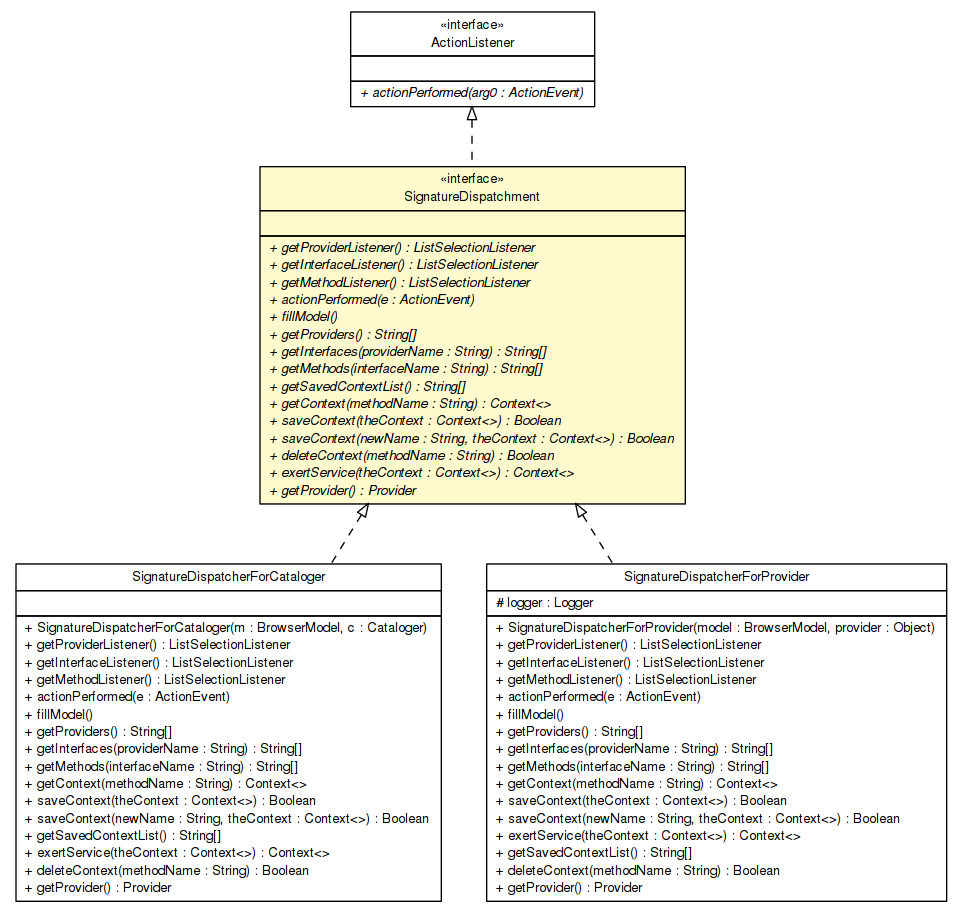 «interface»
ActionListener
+ actionPerformed(arg0 : ActionEvent)
«interface»
SignatureDispatchment
+ getProviderListener() : ListSelectionListener
+ getInterfaceListener() : ListSelectionListener
+ getMethodListener() : ListSelectionListener
+ actionPerformed(e : ActionEvent)
+ fillModel()
+ getProviders() : String[]
+ getInterfaces(providerName : String) : String[]
+ getMethods(interfaceName : String) : String[]
+ getSavedContextList() : String[]
+ getContext(methodName : String) : Context<>
+ saveContext(theContext : Context<>) : Boolean
+ saveContext(newName : String, theContext : Context<>) : Boolean
+ deleteContext(methodName : String) : Boolean
+ exertService(theContext : Context<>) : Context<>
+ getProvider() : Provider
SignatureDispatcherForCataloger
+ SignatureDispatcherForCataloger(m : BrowserModel, c : Cataloger)
+ getProviderListener() : ListSelectionListener
+ getInterfaceListener() : ListSelectionListener
+ getMethodListener() : ListSelectionListener
+ actionPerformed(e : ActionEvent)
+ fillModel()
+ getProviders() : String[]
+ getInterfaces(providerName : String) : String[]
+ getMethods(interfaceName : String) : String[]
+ getContext(methodName : String) : Context<>
+ saveContext(theContext : Context<>) : Boolean
+ saveContext(newName : String, theContext : Context<>) : Boolean
+ getSavedContextList() : String[]
+ exertService(theContext : Context<>) : Context<>
+ deleteContext(methodName : String) : Boolean
+ getProvider() : Provider
SignatureDispatcherForProvider
# logger : Logger
+ SignatureDispatcherForProvider(model : BrowserModel, provider : Object)
+ getProviderListener() : ListSelectionListener
+ getInterfaceListener() : ListSelectionListener
+ getMethodListener() : ListSelectionListener
+ actionPerformed(e : ActionEvent)
+ fillModel()
+ getProviders() : String[]
+ getInterfaces(providerName : String) : String[]
+ getMethods(interfaceName : String) : String[]
+ getContext(methodName : String) : Context<>
+ saveContext(theContext : Context<>) : Boolean
+ saveContext(newName : String, theContext : Context<>) : Boolean
+ exertService(theContext : Context<>) : Context<>
+ getSavedContextList() : String[]
+ deleteContext(methodName : String) : Boolean
+ getProvider() : Provider